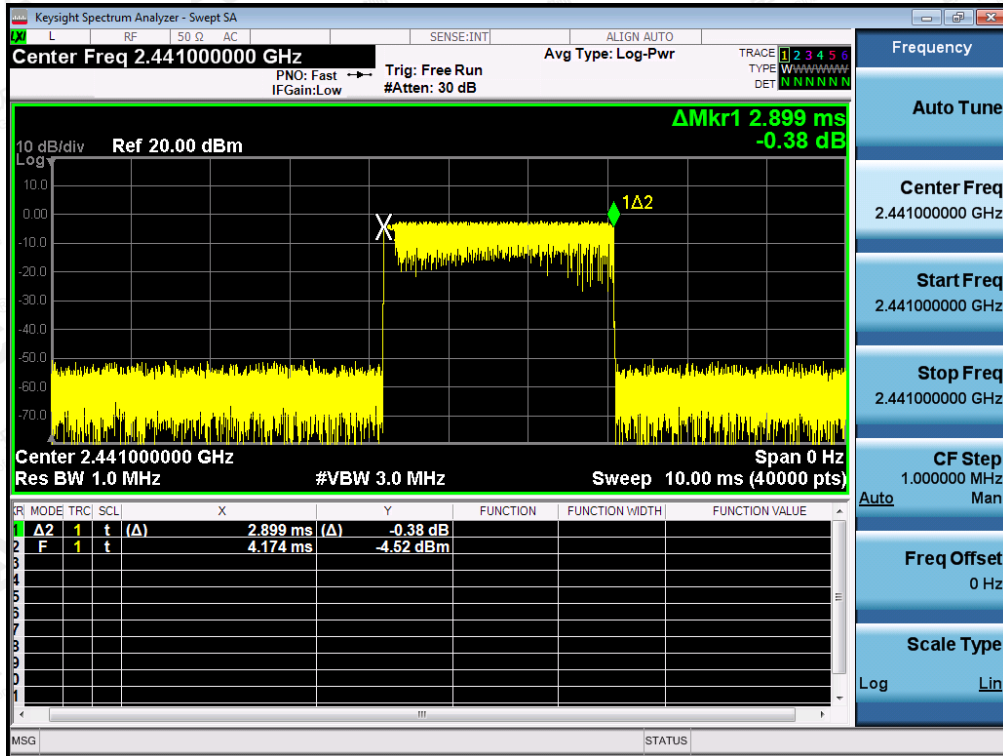 Keysight Spectrum Analyzer - Swept SA
LXI L RF 50 Ω AC SENSE:INT ALIGN AUTO
Center Freq 2.441000000 GHz
PNO: Fast
IFGain:Low
Trig: Free Run
#Atten: 30 dB
Avg Type: Log-Pwr
TRACE 1 2 3 4 5 6
TYPE WWWWWW
DET N N N N N N
ΔMkr1 2.899 ms
-0.38 dB
10 dB/div Ref 20.00 dBm
Log
10.0
0.00
-10.0
-20.0
-30.0
-40.0
-50.0
-60.0
-70.0
1Δ2
X
Center 2.441000000 GHz Span 0 Hz
Res BW 1.0 MHz #VBW 3.0 MHz Sweep 10.00 ms (40000 pts)
KR MODE TRC SCL X Y FUNCTION FUNCTION WIDTH FUNCTION VALUE
1 Δ2 1 t (Δ) 2.899 ms (Δ) -0.38 dB
2 F 1 t 4.174 ms -4.52 dBm
3
4
5
6
7
8
9
0
1
MSG STATUS
Frequency
Auto Tune
Center Freq
2.441000000 GHz
Start Freq
2.441000000 GHz
Stop Freq
2.441000000 GHz
CF Step
1.000000 MHz
Auto Man
Freq Offset
0 Hz
Scale Type
Log Lin